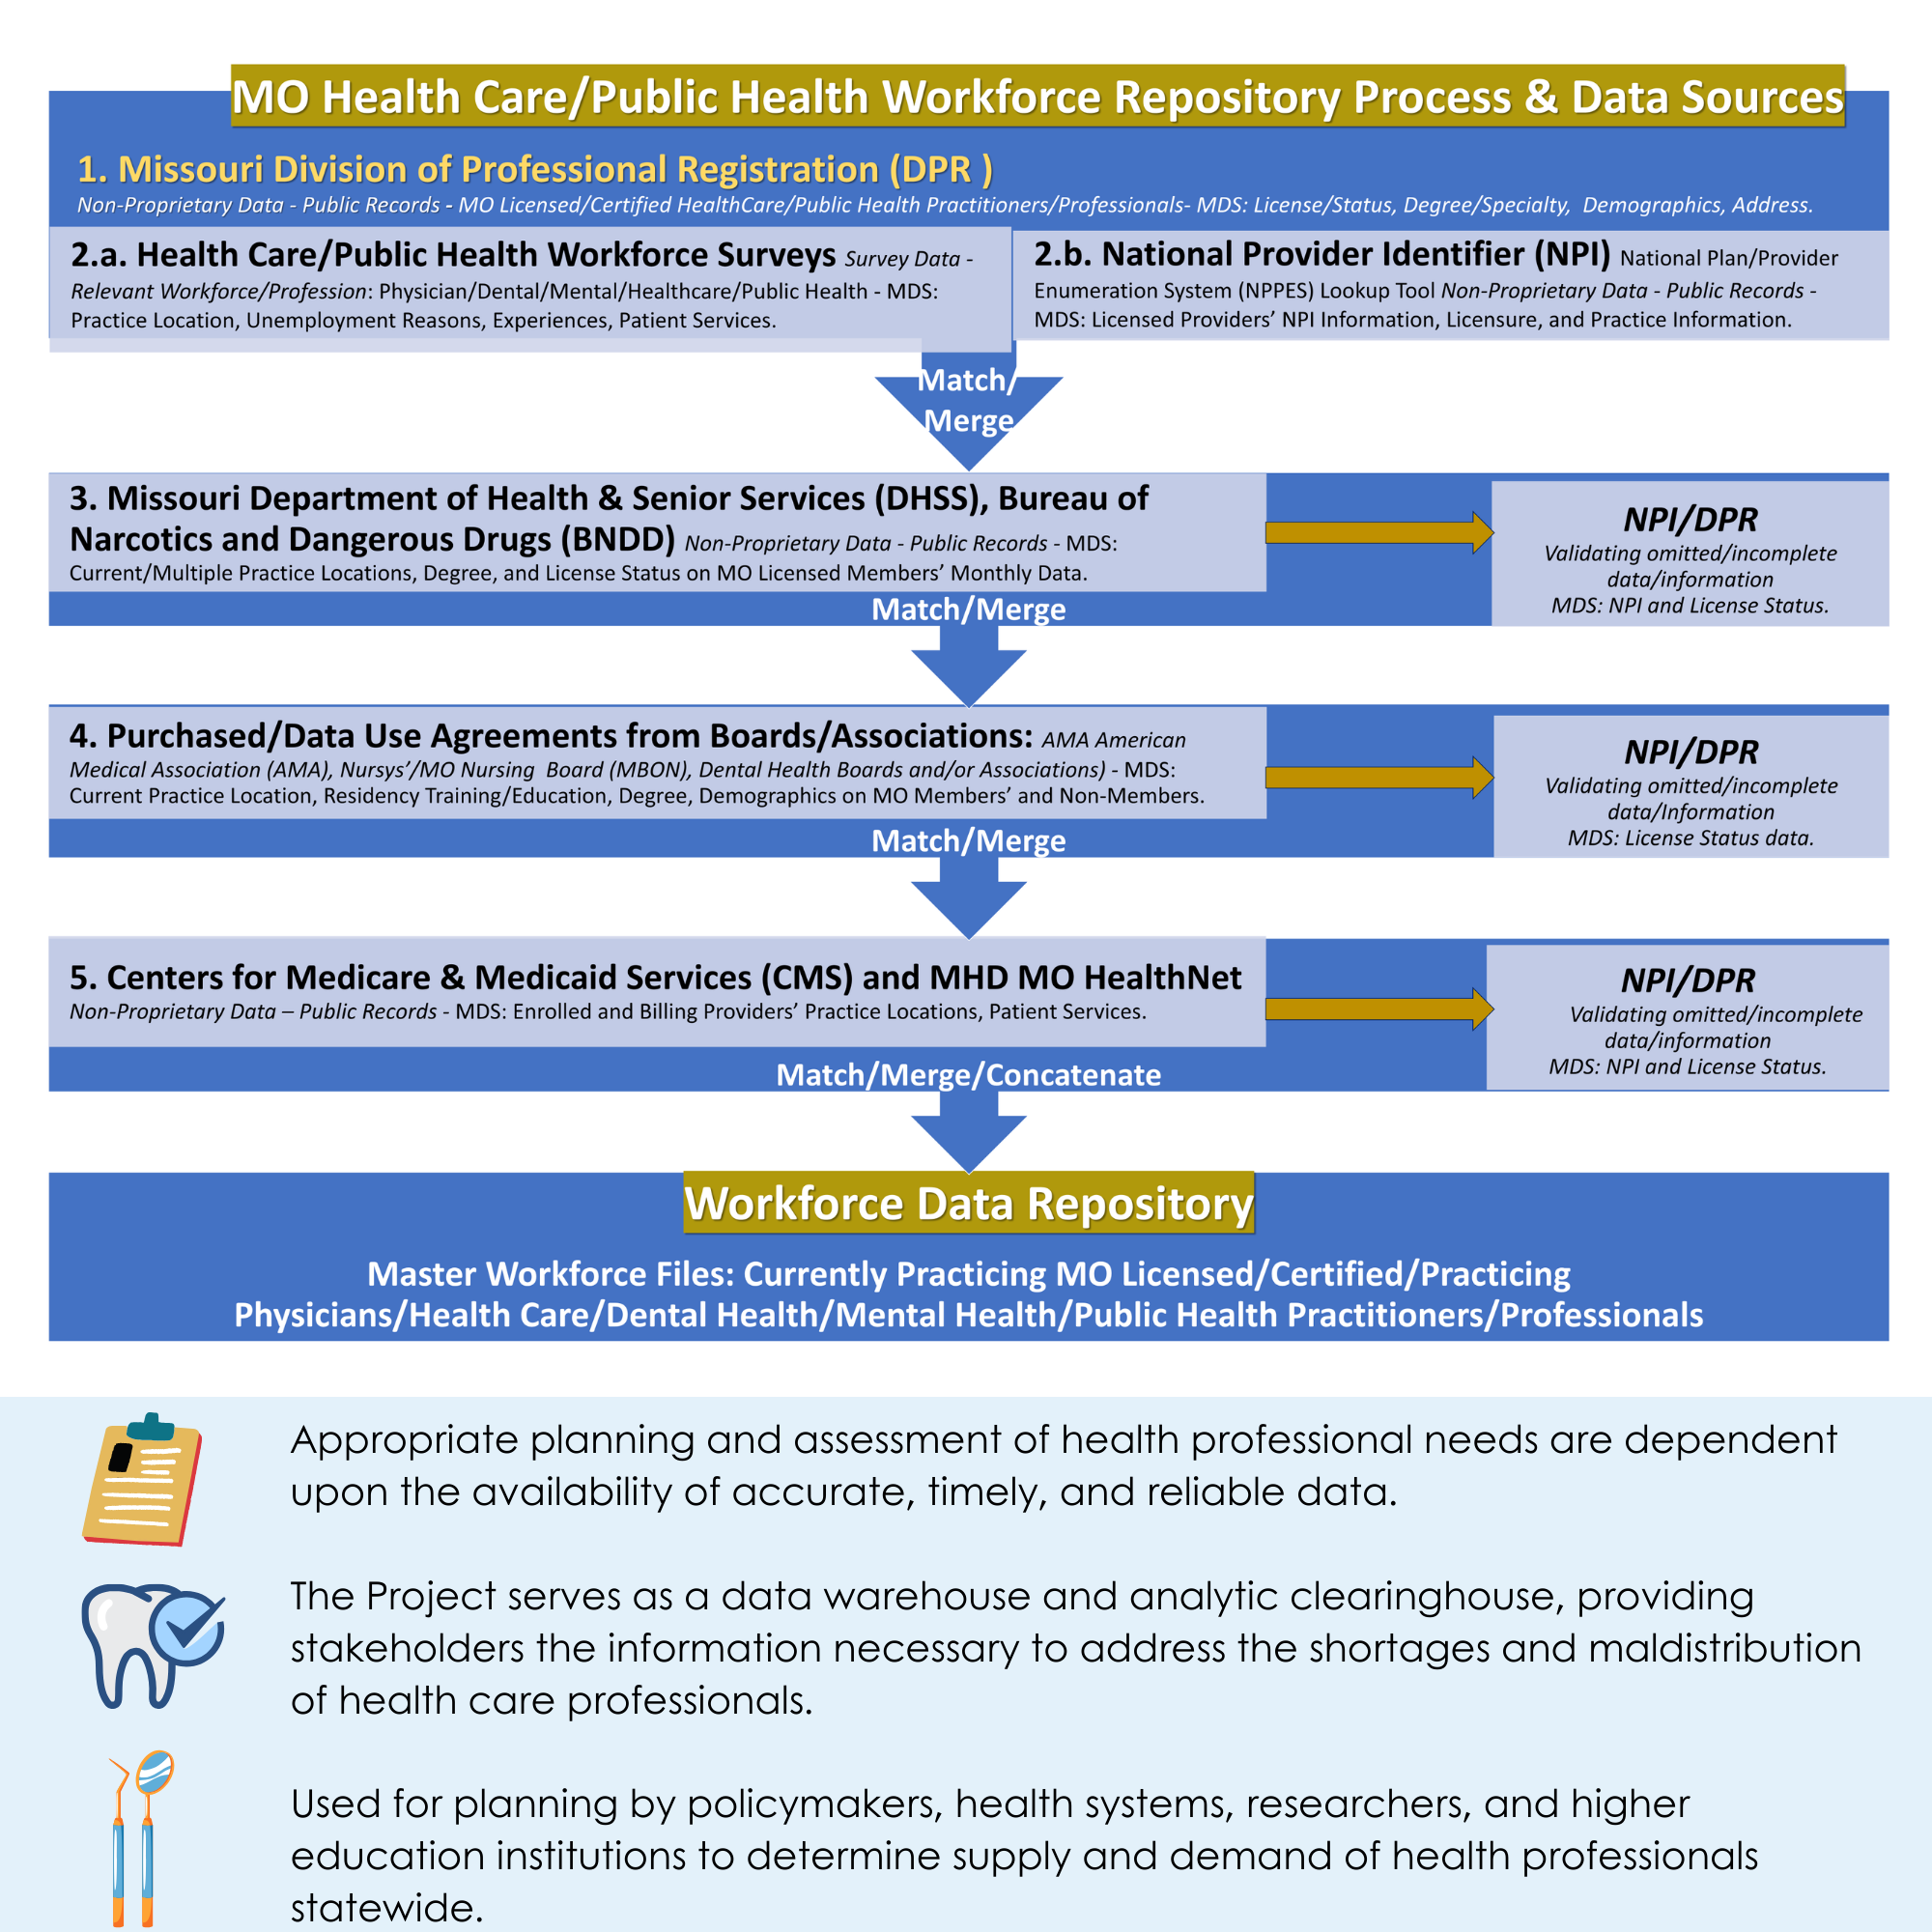 MO Health Care/Public Health Workforce Repository Process & Data Sources
1. Missouri Division of Professional Registration (DPR )
Non-Proprietary Data - Public Records - MO Licensed/Certified HealthCare/Public Health Practitioners/Professionals- MDS: License/Status, Degree/Specialty, Demographics, Address.
2.a. Health Care/Public Health Workforce Surveys Survey Data -
Relevant Workforce/Profession: Physician/Dental/Mental/Healthcare/Public Health - MDS:
Practice Location, Unemployment Reasons, Experiences, Patient Services.
2.b. National Provider Identifier (NPI) National Plan/Provider
Enumeration System (NPPES) Lookup Tool Non-Proprietary Data - Public Records -
MDS: Licensed Providers’ NPI Information, Licensure, and Practice Information.
Match/
Merge
3. Missouri Department of Health & Senior Services (DHSS), Bureau of
Narcotics and Dangerous Drugs (BNDD) Non-Proprietary Data - Public Records - MDS:
Current/Multiple Practice Locations, Degree, and License Status on MO Licensed Members’ Monthly Data.
NPI/DPR
Validating omitted/incomplete
data/information
MDS: NPI and License Status.
Match/Merge
4. Purchased/Data Use Agreements from Boards/Associations: AMA American
Medical Association (AMA), Nursys’/MO Nursing Board (MBON), Dental Health Boards and/or Associations) - MDS:
Current Practice Location, Residency Training/Education, Degree, Demographics on MO Members’ and Non-Members.
NPI/DPR
Validating omitted/incomplete
data/Information
MDS: License Status data.
Match/Merge
5. Centers for Medicare & Medicaid Services (CMS) and MHD MO HealthNet
Non-Proprietary Data – Public Records - MDS: Enrolled and Billing Providers’ Practice Locations, Patient Services.
NPI/DPR
Validating omitted/incomplete
data/information
MDS: NPI and License Status.
Match/Merge/Concatenate
Workforce Data Repository
Master Workforce Files: Currently Practicing MO Licensed/Certified/Practicing
Physicians/Health Care/Dental Health/Mental Health/Public Health Practitioners/Professionals
Appropriate planning and assessment of health professional needs are dependent
upon the availability of accurate, timely, and reliable data.
The Project serves as a data warehouse and analytic clearinghouse, providing
stakeholders the information necessary to address the shortages and maldistribution
of health care professionals.
Used for planning by policymakers, health systems, researchers, and higher
education institutions to determine supply and demand of health professionals
statewide.